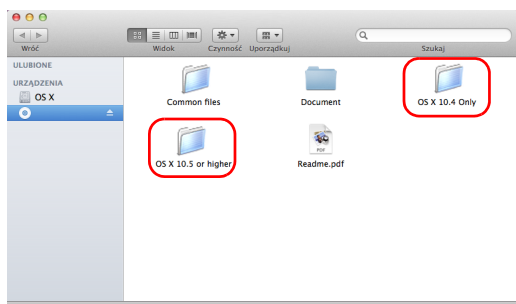 Wróć
Widok
Czynność
Uporządkuj
Szukaj
ULUBIONE
URZĄDZENIA
OS X
Common files
Document
OS X 10.4 Only
OS X 10.5 or higher
PDF
Readme.pdf